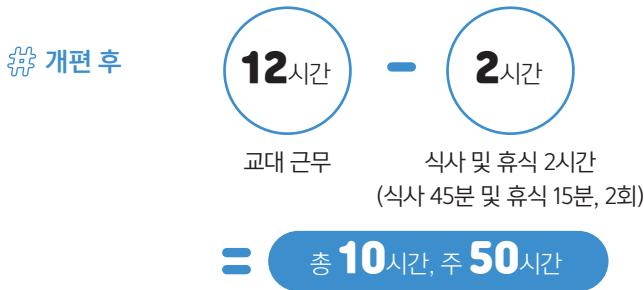 # 개편 후
12시간 - 2시간
교대 근무 식사 및 휴식 2시간
(식사 45분 및 휴식 15분, 2회)
= 총 10시간, 주 50시간